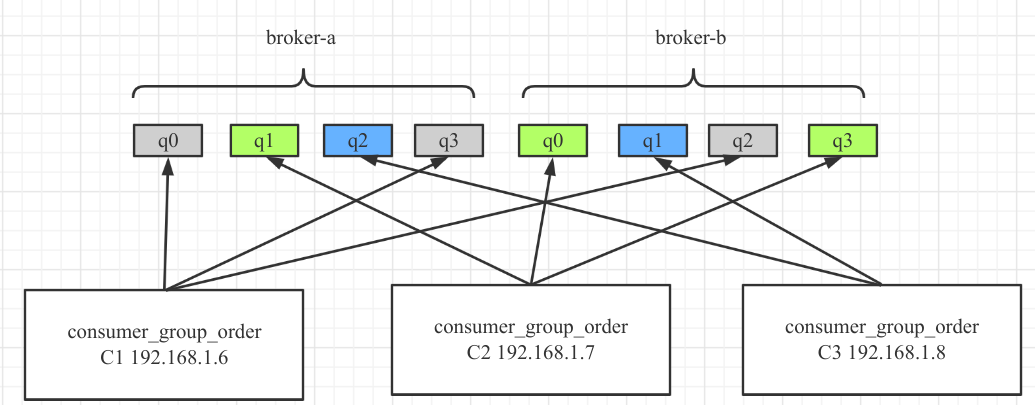 broker-a
broker-b
q0
q1
q2
q3
q0
q1
q2
q3
consumer_group_order
C1 192.168.1.6
consumer_group_order
C2 192.168.1.7
consumer_group_order
C3 192.168.1.8